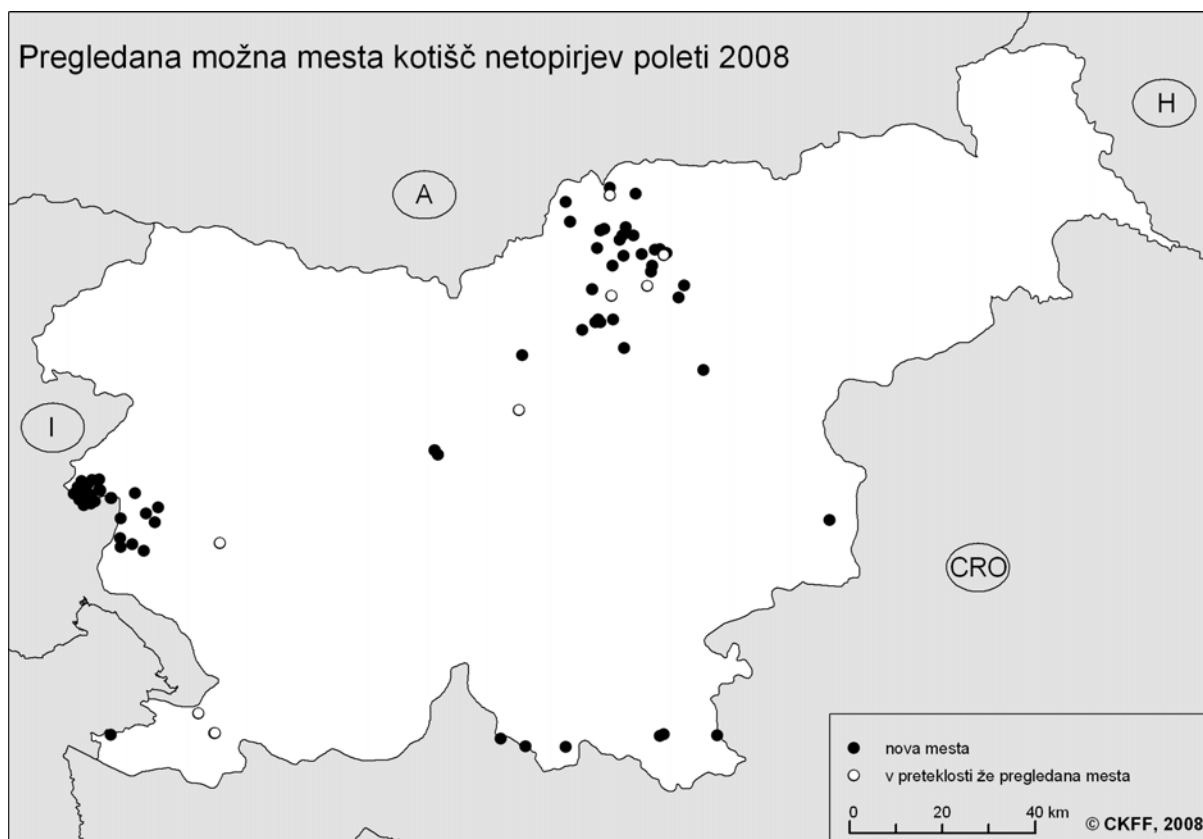 Pregledana možna mesta kotišč netopirjev poleti 2008
H
A
I
CRO
nova mesta
v preteklosti že pregledana mesta
0 20 40 km
© CKFF, 2008